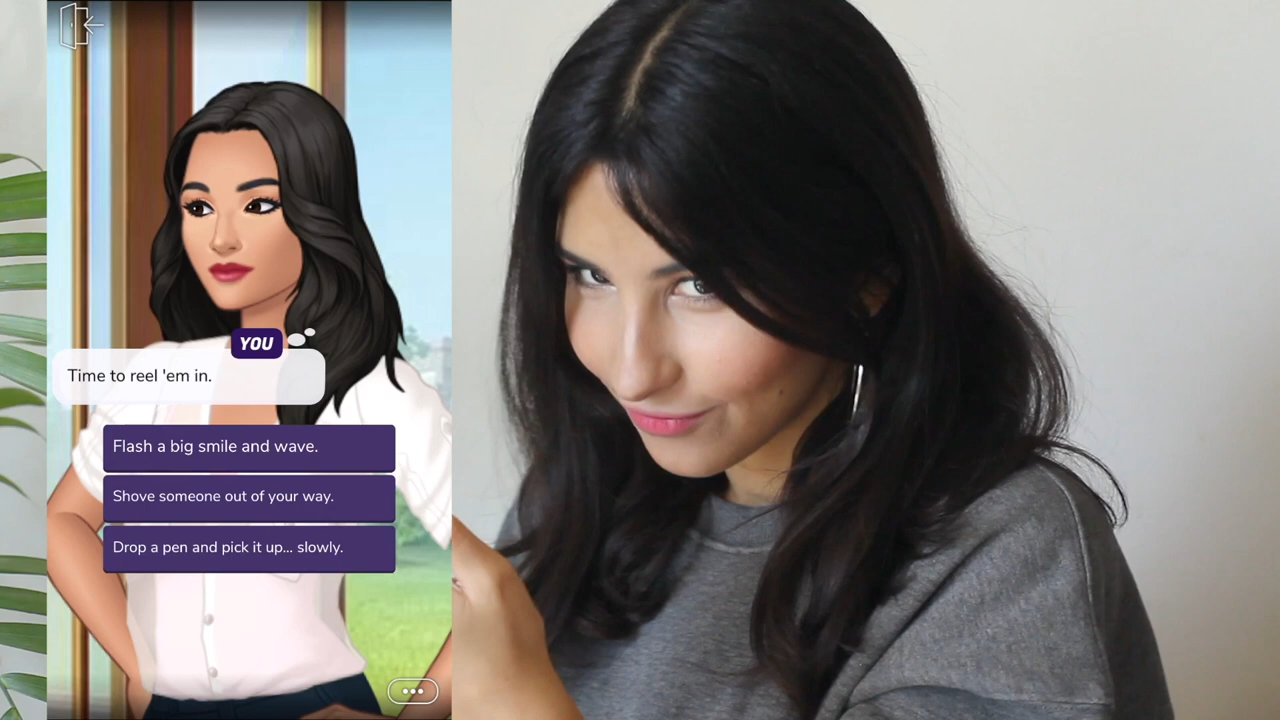 YOU
Time to reel 'em in.
Flash a big smile and wave.
Shove someone out of your way.
Drop a pen and pick it up... slowly.